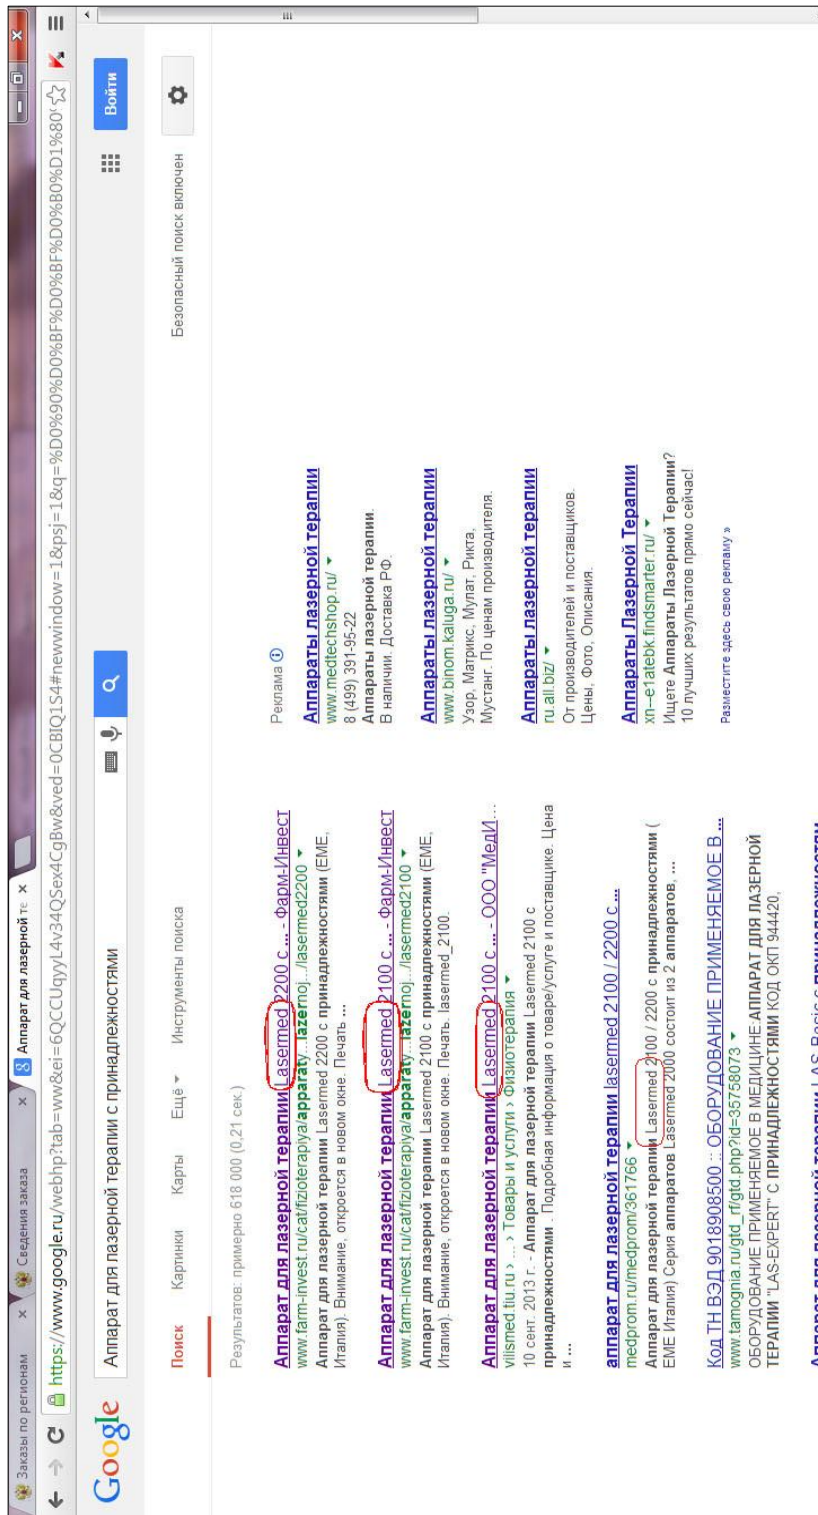 Заказы по регионам
Сведения заказа
Аппарат для лазерной те
https://www.google.ru/webhp?tab=ww&ei=6QCCUqyyL4v34QSex4CgBw&ved=0CBIQ1S4#newwindow=1&psj=1&q=%D0%90%D0%BF%D0%BF%D0%B0%D1%80
Google
Аппарат для лазерной терапии с принадлежностями
Войти
Поиск
Картинки
Карты
Ещё
Инструменты поиска
Безопасный поиск включен
Результатов: примерно 618 000 (0,21 сек.)
Аппарат для лазерной терапии Lasermed 2200 с ... - Фарм-Инвест
www.farm-invest.ru/cat/fizioterapiya/apparaty...lazernoj.../lasermed2200
Аппарат для лазерной терапии Lasermed 2200 с принадлежностями (EME,
Италия). Внимание, откроется в новом окне. Печать ...
Аппарат для лазерной терапии Lasermed 2100 с ... - Фарм-Инвест
www.farm-invest.ru/cat/fizioterapiya/apparaty...lazernoj.../lasermed2100
Аппарат для лазерной терапии Lasermed 2100 с принадлежностями (EME,
Италия). Внимание, откроется в новом окне. Печать. lasermed_2100.
Аппарат для лазерной терапии Lasermed 2100 с ... - ООО "МедИ...
vilismed.tiu.ru › ... › Товары и услуги › Физиотерапия
10 сент. 2013 г. - Аппарат для лазерной терапии Lasermed 2100 с
принадлежностями . Подробная информация о товаре/услуге и поставщике. Цена
и ...
аппарат для лазерной терапии lasermed 2100 / 2200 с ...
medprom.ru/medprom/361766
Аппарат для лазерной терапии Lasermed 2100 / 2200 с принадлежностями (
EME Италия) Серия аппаратов Lasermed 2000 состоит из 2 аппаратов, ...
Код ТН ВЭД 9018908500 :: ОБОРУДОВАНИЕ ПРИМЕНЯЕМОЕ В ...
www.tamognia.ru/gtd_rf/gtd.php?id=35758073
ОБОРУДОВАНИЕ ПРИМЕНЯЕМОЕ В МЕДИЦИНЕ:АППАРАТ ДЛЯ ЛАЗЕРНОЙ
ТЕРАПИИ "LAS-EXPERT" С ПРИНАДЛЕЖНОСТЯМИ КОД ОКП 944420,
Аппарат для лазерной терапии LAS-Basic с принадлежностям
Реклама
Аппараты лазерной терапии
www.medtechshop.ru/
8 (499) 391-95-22
Аппараты лазерной терапии.
В наличии. Доставка РФ.
Аппараты лазерной терапии
www.binom.kaluga.ru/
Узор, Матрикс, Мулат, Рикта,
Мустанг. По ценам производителя.
Аппараты лазерной терапии
ru.all.biz/
От производителей и поставщиков.
Цены, Фото, Описания.
Аппараты Лазерной Терапии
xn--e1atebk.findsmarter.ru/
Ищете Аппараты Лазерной Терапии?
10 лучших результатов прямо сейчас!
Разместите здесь свою рекламу »